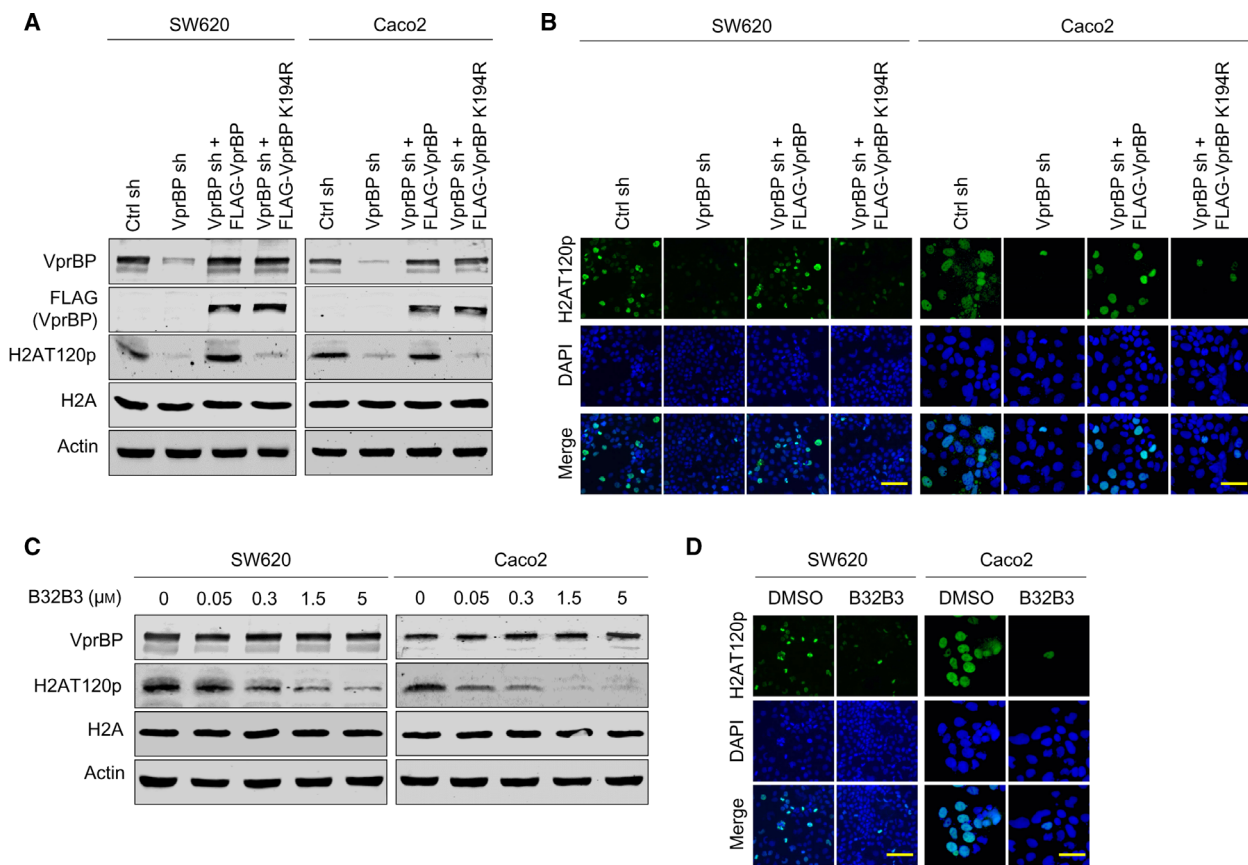 A
SW620
Caco2
Ctrl sh
VprBP sh
VprBP sh +
FLAG-VprBP
VprBP sh +
FLAG-VprBP K194R
Ctrl sh
VprBP sh
VprBP sh +
FLAG-VprBP
VprBP sh +
FLAG-VprBP K194R
VprBP
FLAG
(VprBP)
H2AT120p
H2A
Actin
B
SW620
Caco2
Ctrl sh
VprBP sh
VprBP sh +
FLAG-VprBP
VprBP sh +
FLAG-VprBP K194R
Ctrl sh
VprBP sh
VprBP sh +
FLAG-VprBP
VprBP sh +
FLAG-VprBP K194R
H2AT120p
DAPI
Merge
C
SW620
Caco2
B32B3 (μM) 0 0.05 0.3 1.5 5 0 0.05 0.3 1.5 5
VprBP
H2AT120p
H2A
Actin
D
SW620
Caco2
DMSO B32B3 DMSO B32B3
H2AT120p
DAPI
Merge